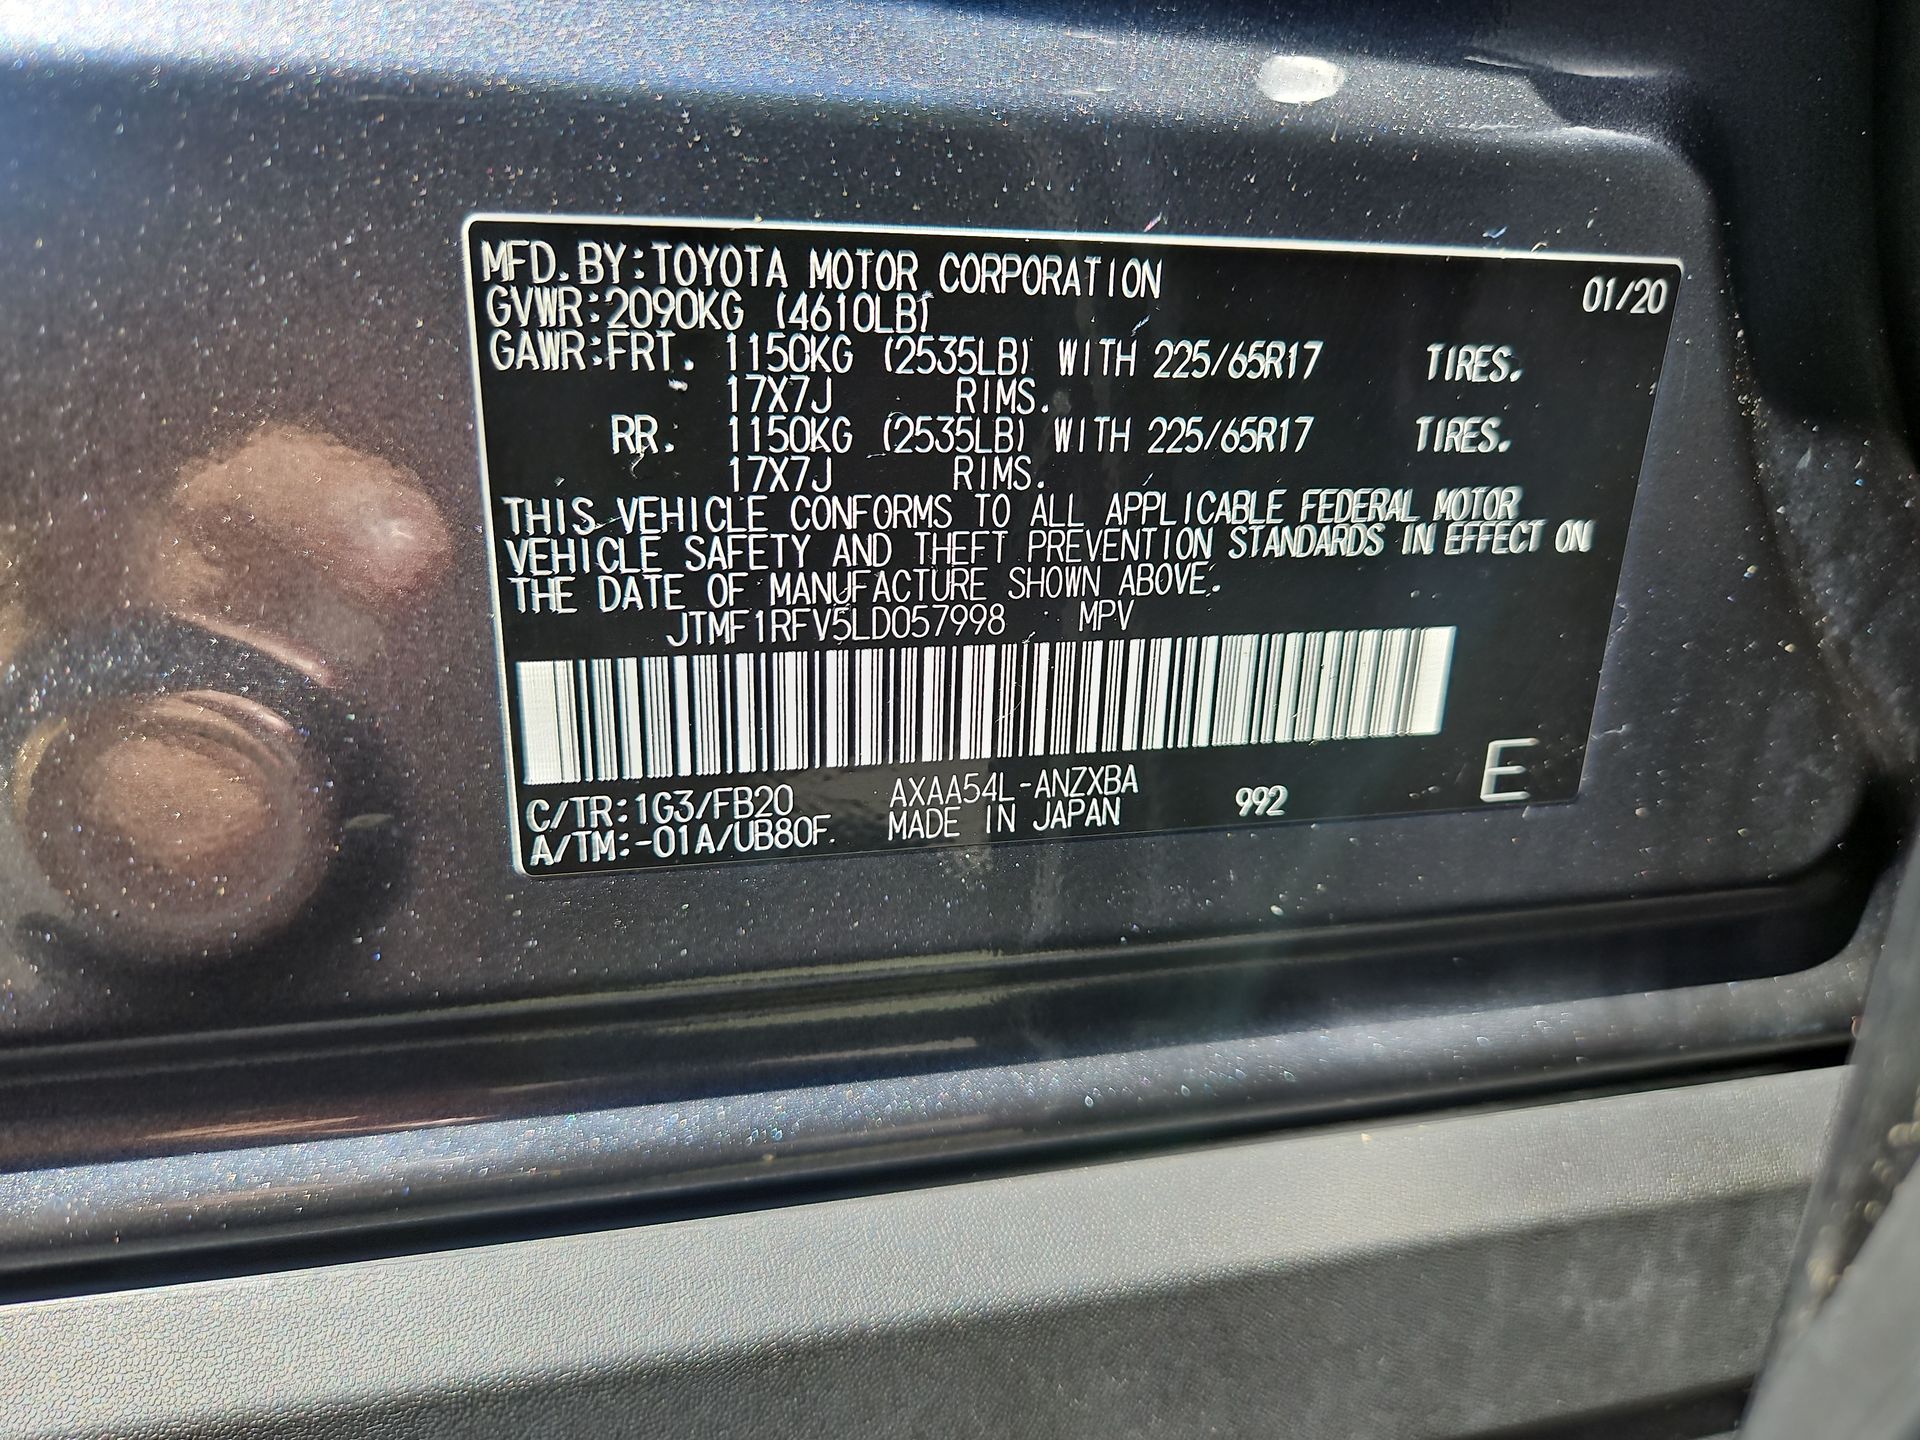 MFD.BY:TOYOTA MOTOR CORPORATION 01/20
GVWR:2090KG (4610LB)
GAWR:FRT. 1150KG (2535LB) WITH 225/65R17 TIRES.
17X7J RIMS.
RR. 1150KG (2535LB) WITH 225/65R17 TIRES.
17X7J RIMS.
THIS VEHICLE CONFORMS TO ALL APPLICABLE FEDERAL MOTOR
VEHICLE SAFETY AND THEFT PREVENTION STANDARDS IN EFFECT ON
THE DATE OF MANUFACTURE SHOWN ABOVE.
JTMF1RFV5LD057998 MPV
C/TR:1G3/FB20 AXAA54L-ANZXBA 992 E
A/TM:-01A/UB80F MADE IN JAPAN